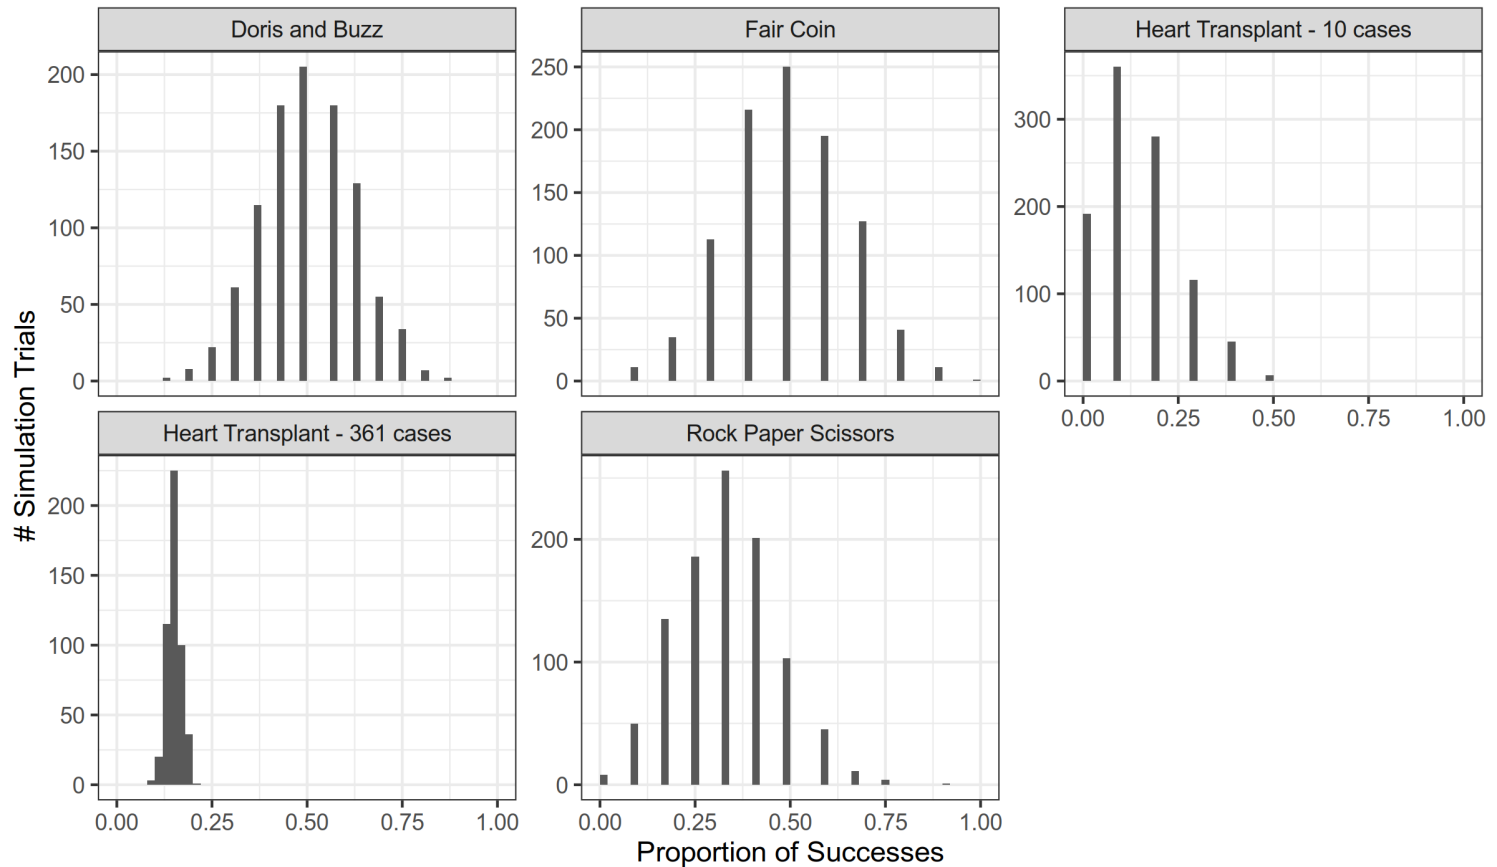 Doris and Buzz
Fair Coin
Heart Transplant - 10 cases
200
150
100
50
0
250
200
150
100
50
0
300
200
100
0
0.00 0.25 0.50 0.75 1.00
# Simulation Trials
Heart Transplant - 361 cases
Rock Paper Scissors
200
150
100
50
0
200
100
0
0.00 0.25 0.50 0.75 1.00
0.00 0.25 0.50 0.75 1.00
Proportion of Successes